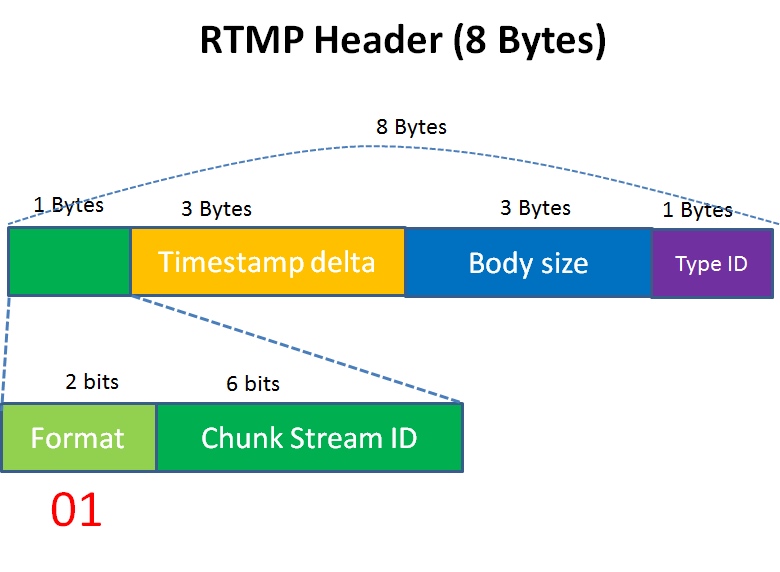 RTMP Header (8 Bytes)
8 Bytes
1 Bytes
3 Bytes
3 Bytes
1 Bytes
Timestamp delta
Body size
Type ID
2 bits
6 bits
Format
Chunk Stream ID
01